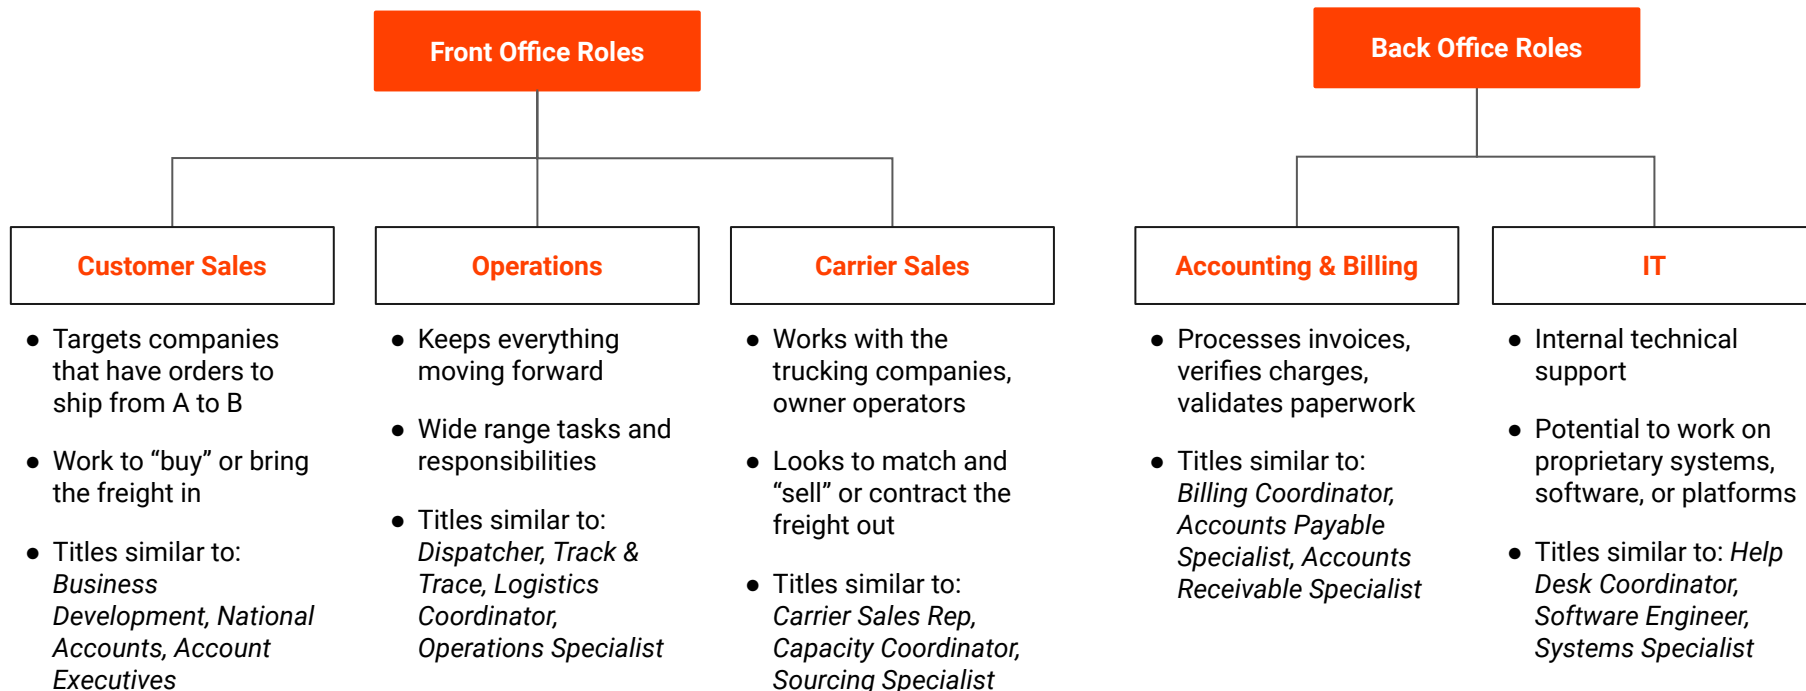 Front Office Roles
Back Office Roles
Customer Sales
● Targets companies
that have orders to
ship from A to B
● Work to “buy” or bring
the freight in
● Titles similar to:
Business
Development, National
Accounts, Account
Executives
Operations
● Keeps everything
moving forward
● Wide range tasks and
responsibilities
● Titles similar to:
Dispatcher, Track &
Trace, Logistics
Coordinator,
Operations Specialist
Carrier Sales
● Works with the
trucking companies,
owner operators
● Looks to match and
“sell” or contract the
freight out
● Titles similar to:
Carrier Sales Rep,
Capacity Coordinator,
Sourcing Specialist
Accounting & Billing
● Processes invoices,
verifies charges,
validates paperwork
● Titles similar to:
Billing Coordinator,
Accounts Payable
Specialist, Accounts
Receivable Specialist
IT
● Internal technical
support
● Potential to work on
proprietary systems,
software, or platforms
● Titles similar to: Help
Desk Coordinator,
Software Engineer,
Systems Specialist